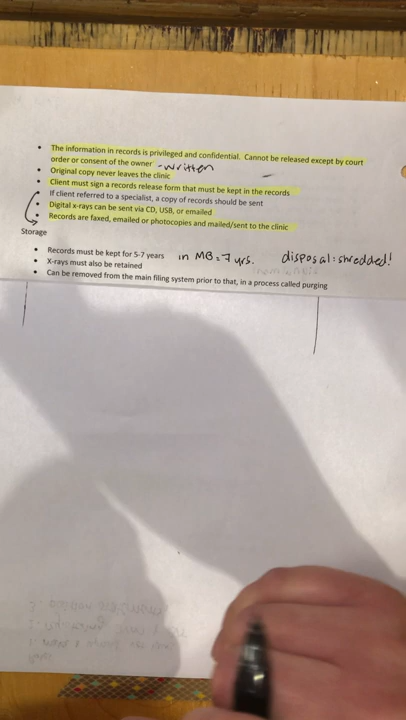 • The information in records is privileged and confidential. Cannot be released except by court
order or consent of the owner -written
• Original copy never leaves the clinic
• Client must sign a records release form that must be kept in the records
• If client referred to a specialist, a copy of records should be sent
• Digital x-rays can be sent via CD, USB, or emailed
• Records are faxed, emailed or photocopies and mailed/sent to the clinic
Storage
• Records must be kept for 5-7 years in MB = 7 yrs. disposal = shredded!
• X-rays must also be retained
• Can be removed from the main filing system prior to that, in a process called purging